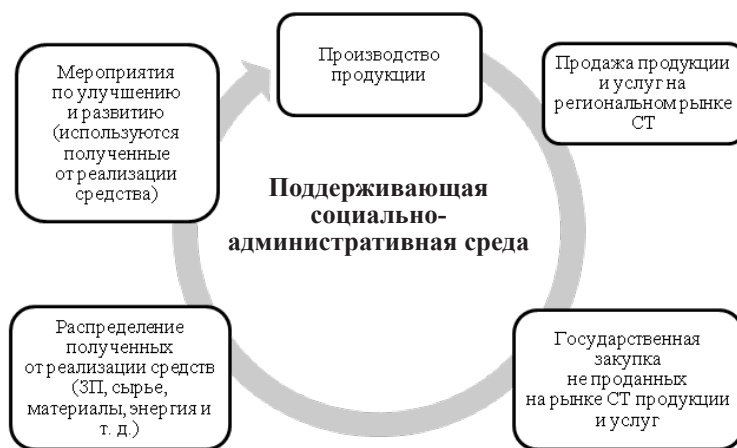 Производство
продукции
Продажа продукции
и услуг на
региональном рынке
СТ
Государственная
закупка
не проданных
на рынке СТ продукции
и услуг
Распределение
полученных
от реализации средств
(ЗП, сырье,
материалы, энергия и
т. д.)
Мероприятия
по улучшению
и развитию
(используются
полученные
от реализации
средства)
Поддерживающая
социально-
административная среда